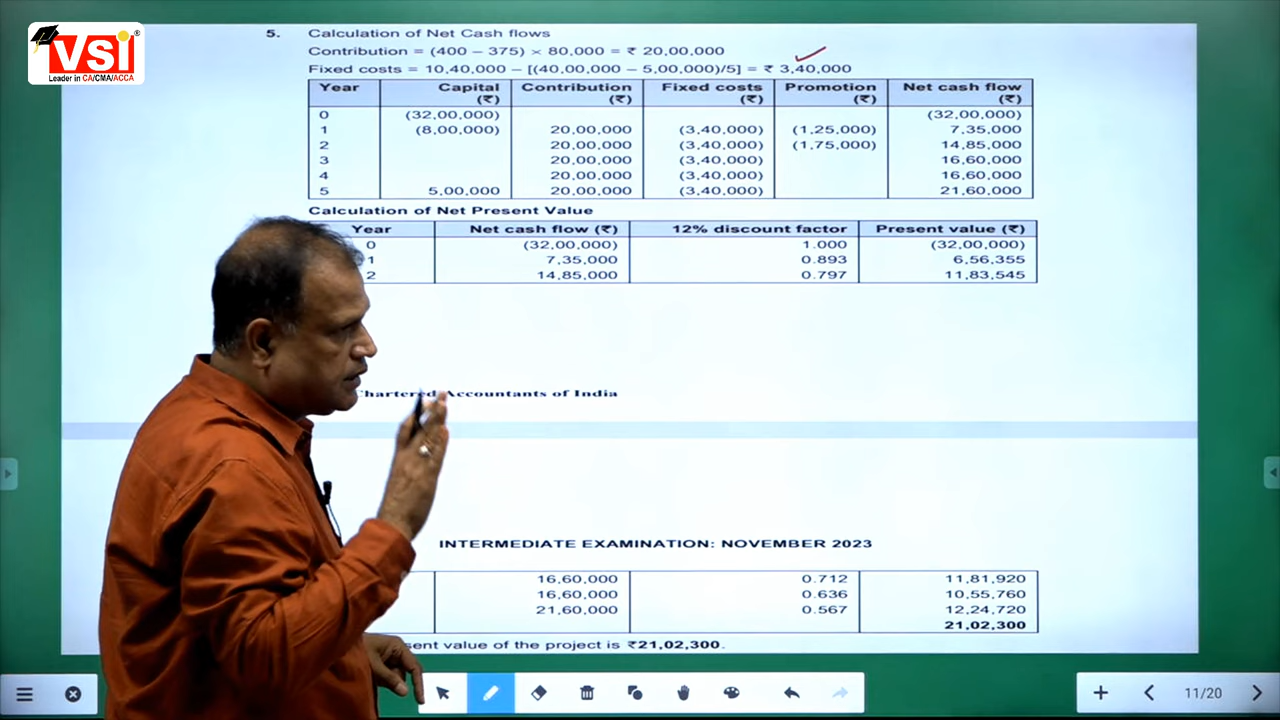 VSI
®
Leader in CA/CMA/ACCA
5. Calculation of Net Cash flows
Contribution = (400 – 375) × 80,000 = ₹ 20,00,000
Fixed costs = 10,40,000 – [(40,00,000 – 5,00,000)/5] = ₹ 3,40,000
Year Capital (₹) Contribution (₹) Fixed costs (₹) Promotion (₹) Net cash flow (₹)
0 (32,00,000) (32,00,000)
1 (8,00,000) 20,00,000 (3,40,000) (1,25,000) 7,35,000
2 20,00,000 (3,40,000) (1,75,000) 14,85,000
3 20,00,000 (3,40,000) 16,60,000
4 20,00,000 (3,40,000) 16,60,000
5 5,00,000 20,00,000 (3,40,000) 21,60,000
Calculation of Net Present Value
Year Net cash flow (₹) 12% discount factor Present value (₹)
0 (32,00,000) 1.000 (32,00,000)
1 7,35,000 0.893 6,56,355
2 14,85,000 0.797 11,83,545
Chartered Accountants of India
INTERMEDIATE EXAMINATION: NOVEMBER 2023
16,60,000 0.712 11,81,920
16,60,000 0.636 10,55,760
21,60,000 0.567 12,24,720
21,02,300
sent value of the project is ₹21,02,300.
11/20